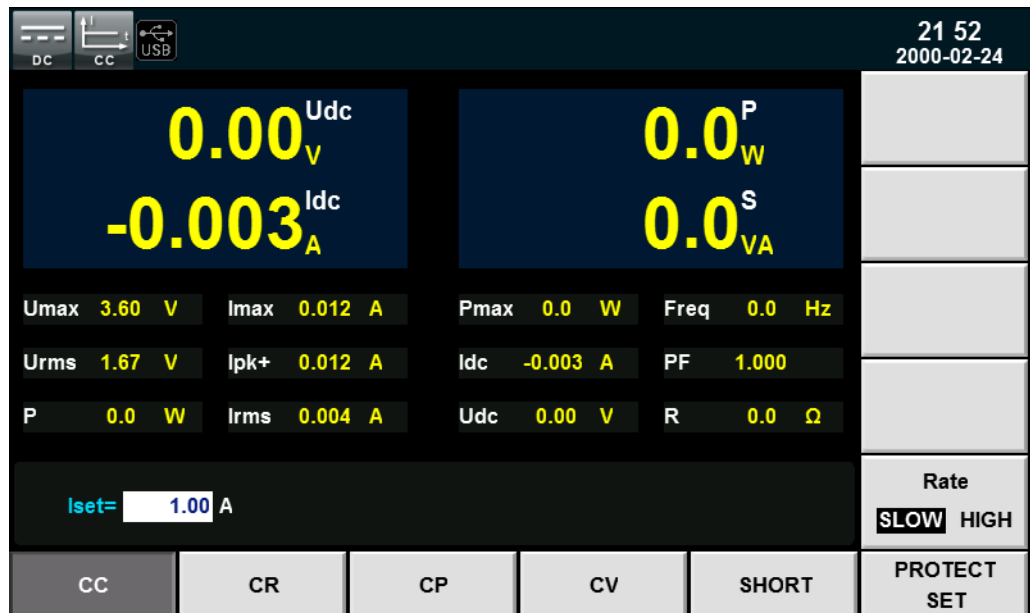 DC
I
t
CC
USB
21 52
2000-02-24
0.00 Udc V
0.0 P W
-0.003 Idc A
0.0 S VA
Umax 3.60 V Imax 0.012 A Pmax 0.0 W Freq 0.0 Hz
Urms 1.67 V Ipk+ 0.012 A Idc -0.003 A PF 1.000
P 0.0 W Irms 0.004 A Udc 0.00 V R 0.0 Ω
Iset= 1.00 A
Rate
SLOW HIGH
CC CR CP CV SHORT
PROTECT
SET